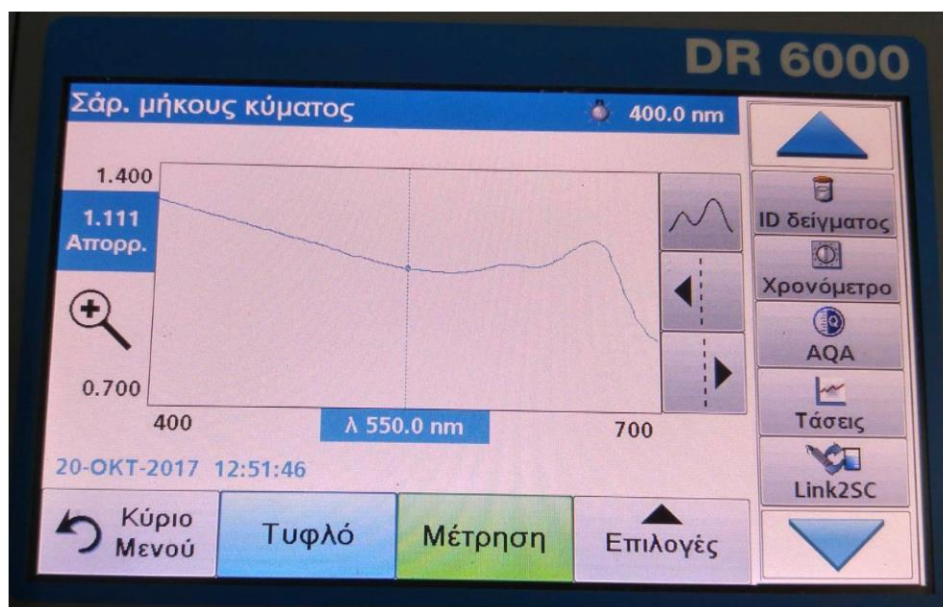 DR 6000
Σάρ. μήκους κύματος
400.0 nm
1.400
1.111
Απορρ.
0.700
400
λ 550.0 nm
700
20-ΟΚΤ-2017 12:51:46
Κύριο
Μενού
Τυφλό
Μέτρηση
Επιλογές
ID δείγματος
Χρονόμετρο
AQA
Τάσεις
Link2SC